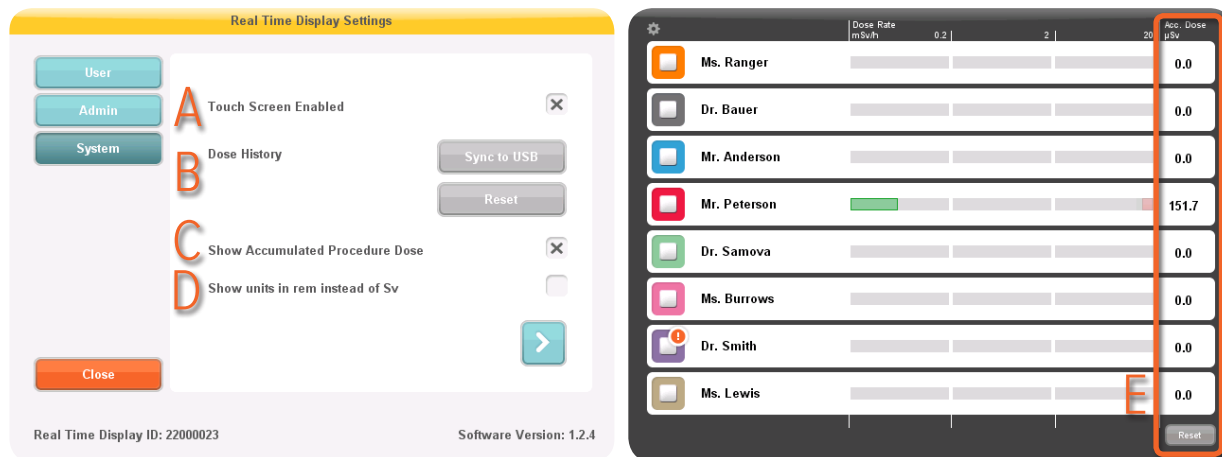 Real Time Display Settings
User
Admin
System
A
Touch Screen Enabled
B
Dose History
Sync to USB
Reset
C
Show Accumulated Procedure Dose
D
Show units in rem instead of Sv
Close
Real Time Display ID: 22000023
Software Version: 1.2.4
Dose Rate
mSv/h 0.2 2 20
Acc. Dose
µSv
Ms. Ranger 0.0
Dr. Bauer 0.0
Mr. Anderson 0.0
Mr. Peterson 151.7
Dr. Samova 0.0
Ms. Burrows 0.0
! Dr. Smith 0.0
Ms. Lewis E 0.0
Reset